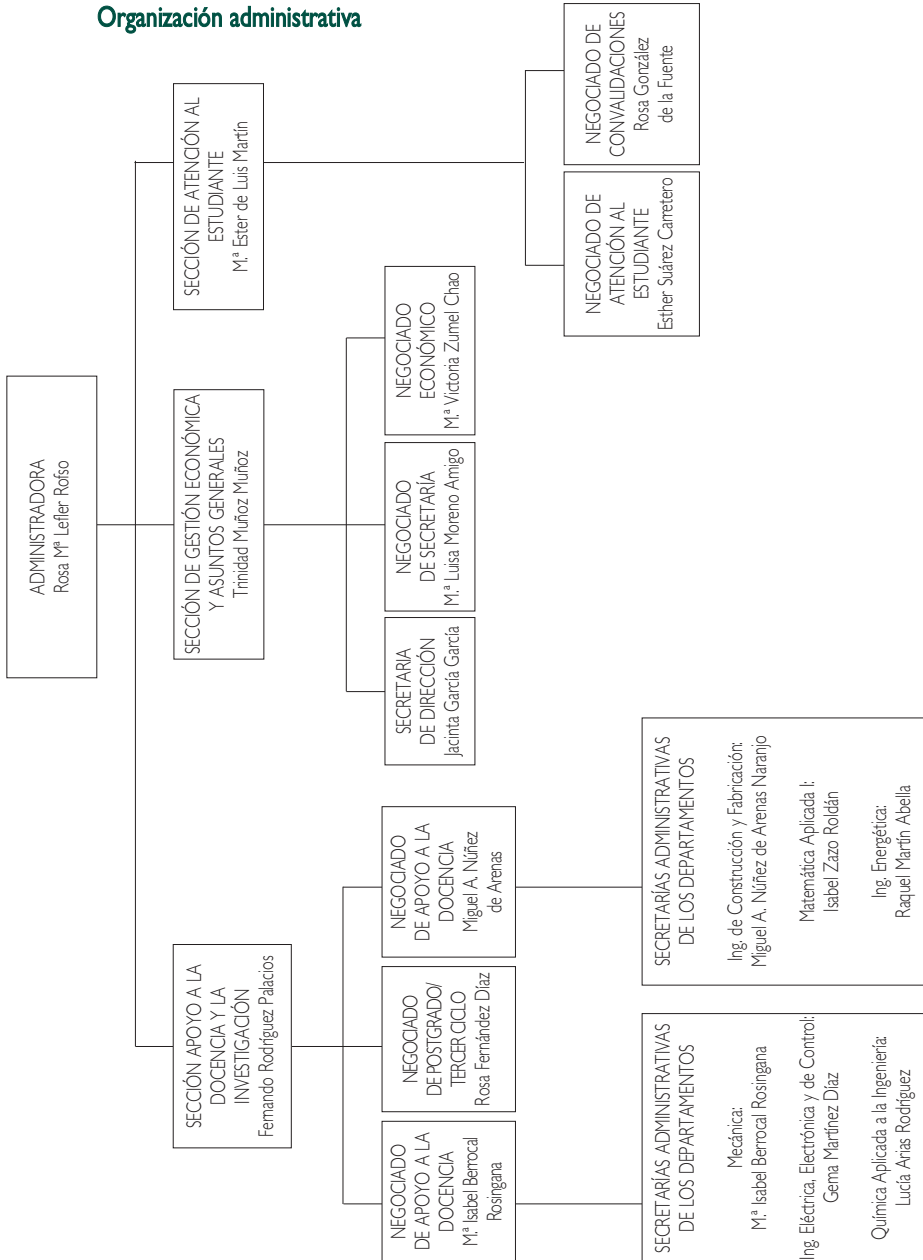 Organización administrativa
ADMINISTRADORA
Rosa Mª Lefler Rofso
SECCIÓN APOYO A LA
DOCENCIA Y LA
INVESTIGACIÓN
Fernando Rodríguez Palacios
SECCIÓN DE GESTIÓN ECONÓMICA
Y ASUNTOS GENERALES
Trinidad Muñoz Muñoz
SECCIÓN DE ATENCIÓN AL
ESTUDIANTE
M.ª Ester de Luis Martín
NEGOCIADO
DE APOYO A LA
DOCENCIA
M.ª Isabel Berrocal
Rosingana
NEGOCIADO
DE POSTGRADO/
TERCER CICLO
Rosa Fernández Díaz
NEGOCIADO
DE APOYO A LA
DOCENCIA
Miguel A. Núñez
de Arenas
SECRETARIA
DE DIRECCIÓN
Jacinta García García
NEGOCIADO
DE SECRETARÍA
M.ª Luisa Moreno Amigo
NEGOCIADO
ECONÓMICO
M.ª Victoria Zumel Chao
NEGOCIADO DE
ATENCIÓN AL
ESTUDIANTE
Esther Suárez Carretero
NEGOCIADO DE
CONVALIDACIONES
Rosa González
de la Fuente
SECRETARÍAS ADMINISTRATIVAS
DE LOS DEPARTAMENTOS
Mecánica:
M.ª Isabel Berrocal Rosingana
Ing. Eléctrica, Electrónica y de Control:
Gema Martínez Díaz
Química Aplicada a la Ingeniería:
Lucía Arias Rodríguez
SECRETARÍAS ADMINISTRATIVAS
DE LOS DEPARTAMENTOS
Ing. de Construcción y Fabricación:
Miguel A. Núñez de Arenas Naranjo
Matemática Aplicada I:
Isabel Zazo Roldán
Ing. Energética:
Raquel Martín Abella